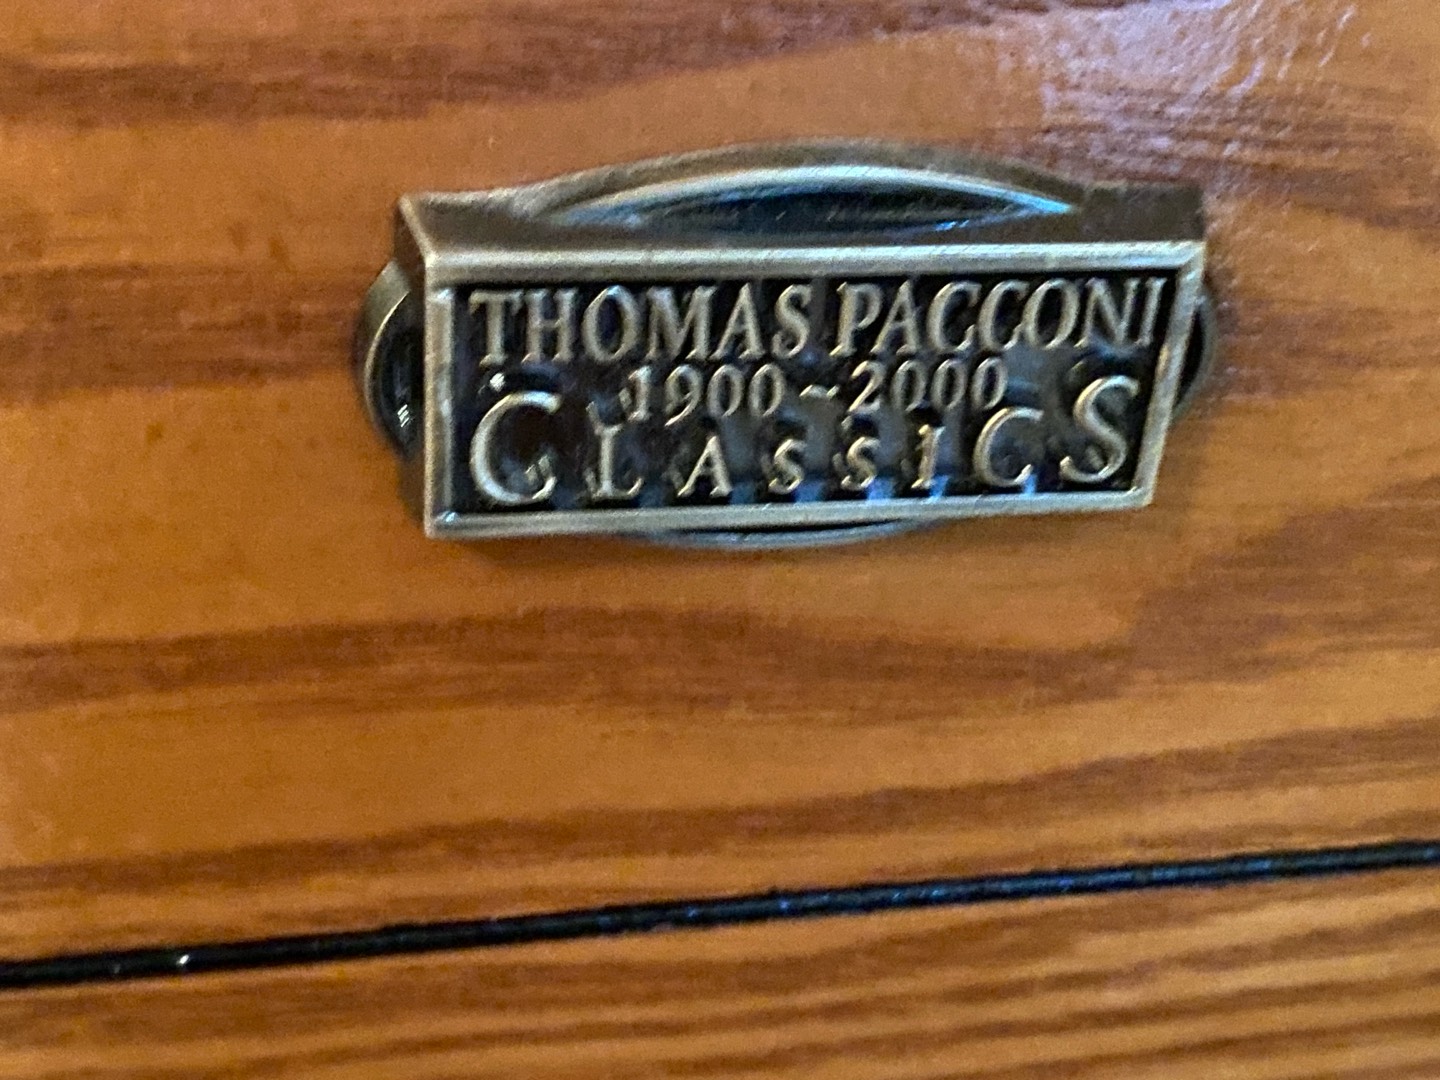 THOMAS PACCONI
1900~2000
CLASSICS